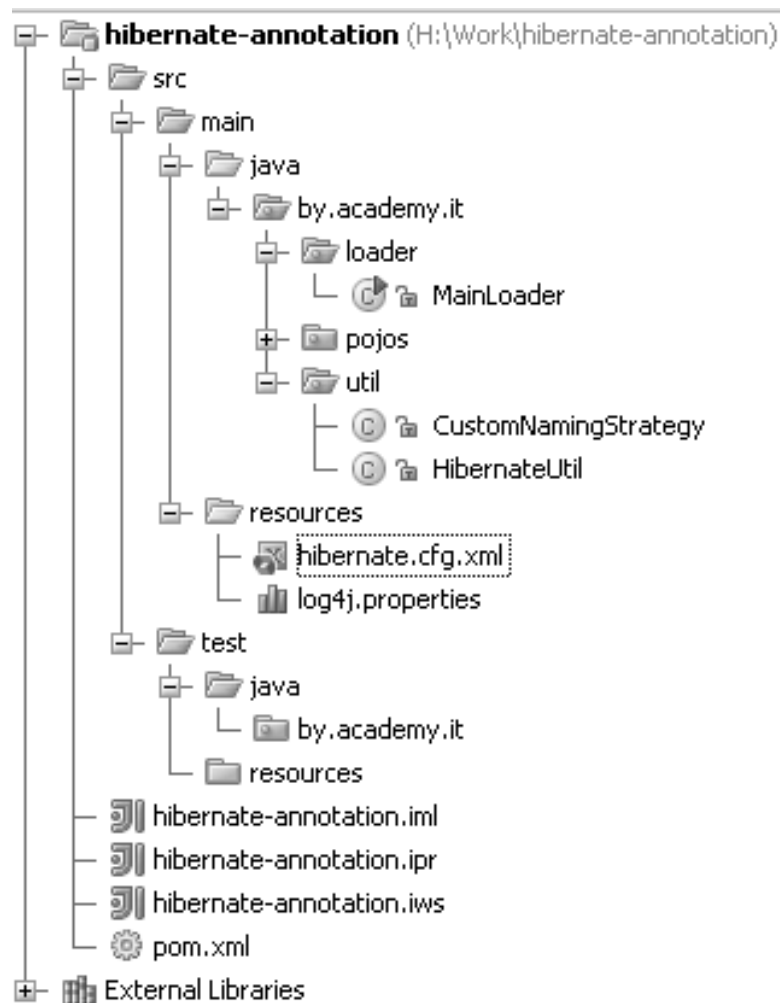 hibernate-annotation (H:\Work\hibernate-annotation)
src
main
java
by.academy.it
loader
MainLoader
pojos
util
CustomNamingStrategy
HibernateUtil
resources
hibernate.cfg.xml
log4j.properties
test
java
by.academy.it
resources
hibernate-annotation.iml
hibernate-annotation.ipr
hibernate-annotation.iws
pom.xml
External Libraries